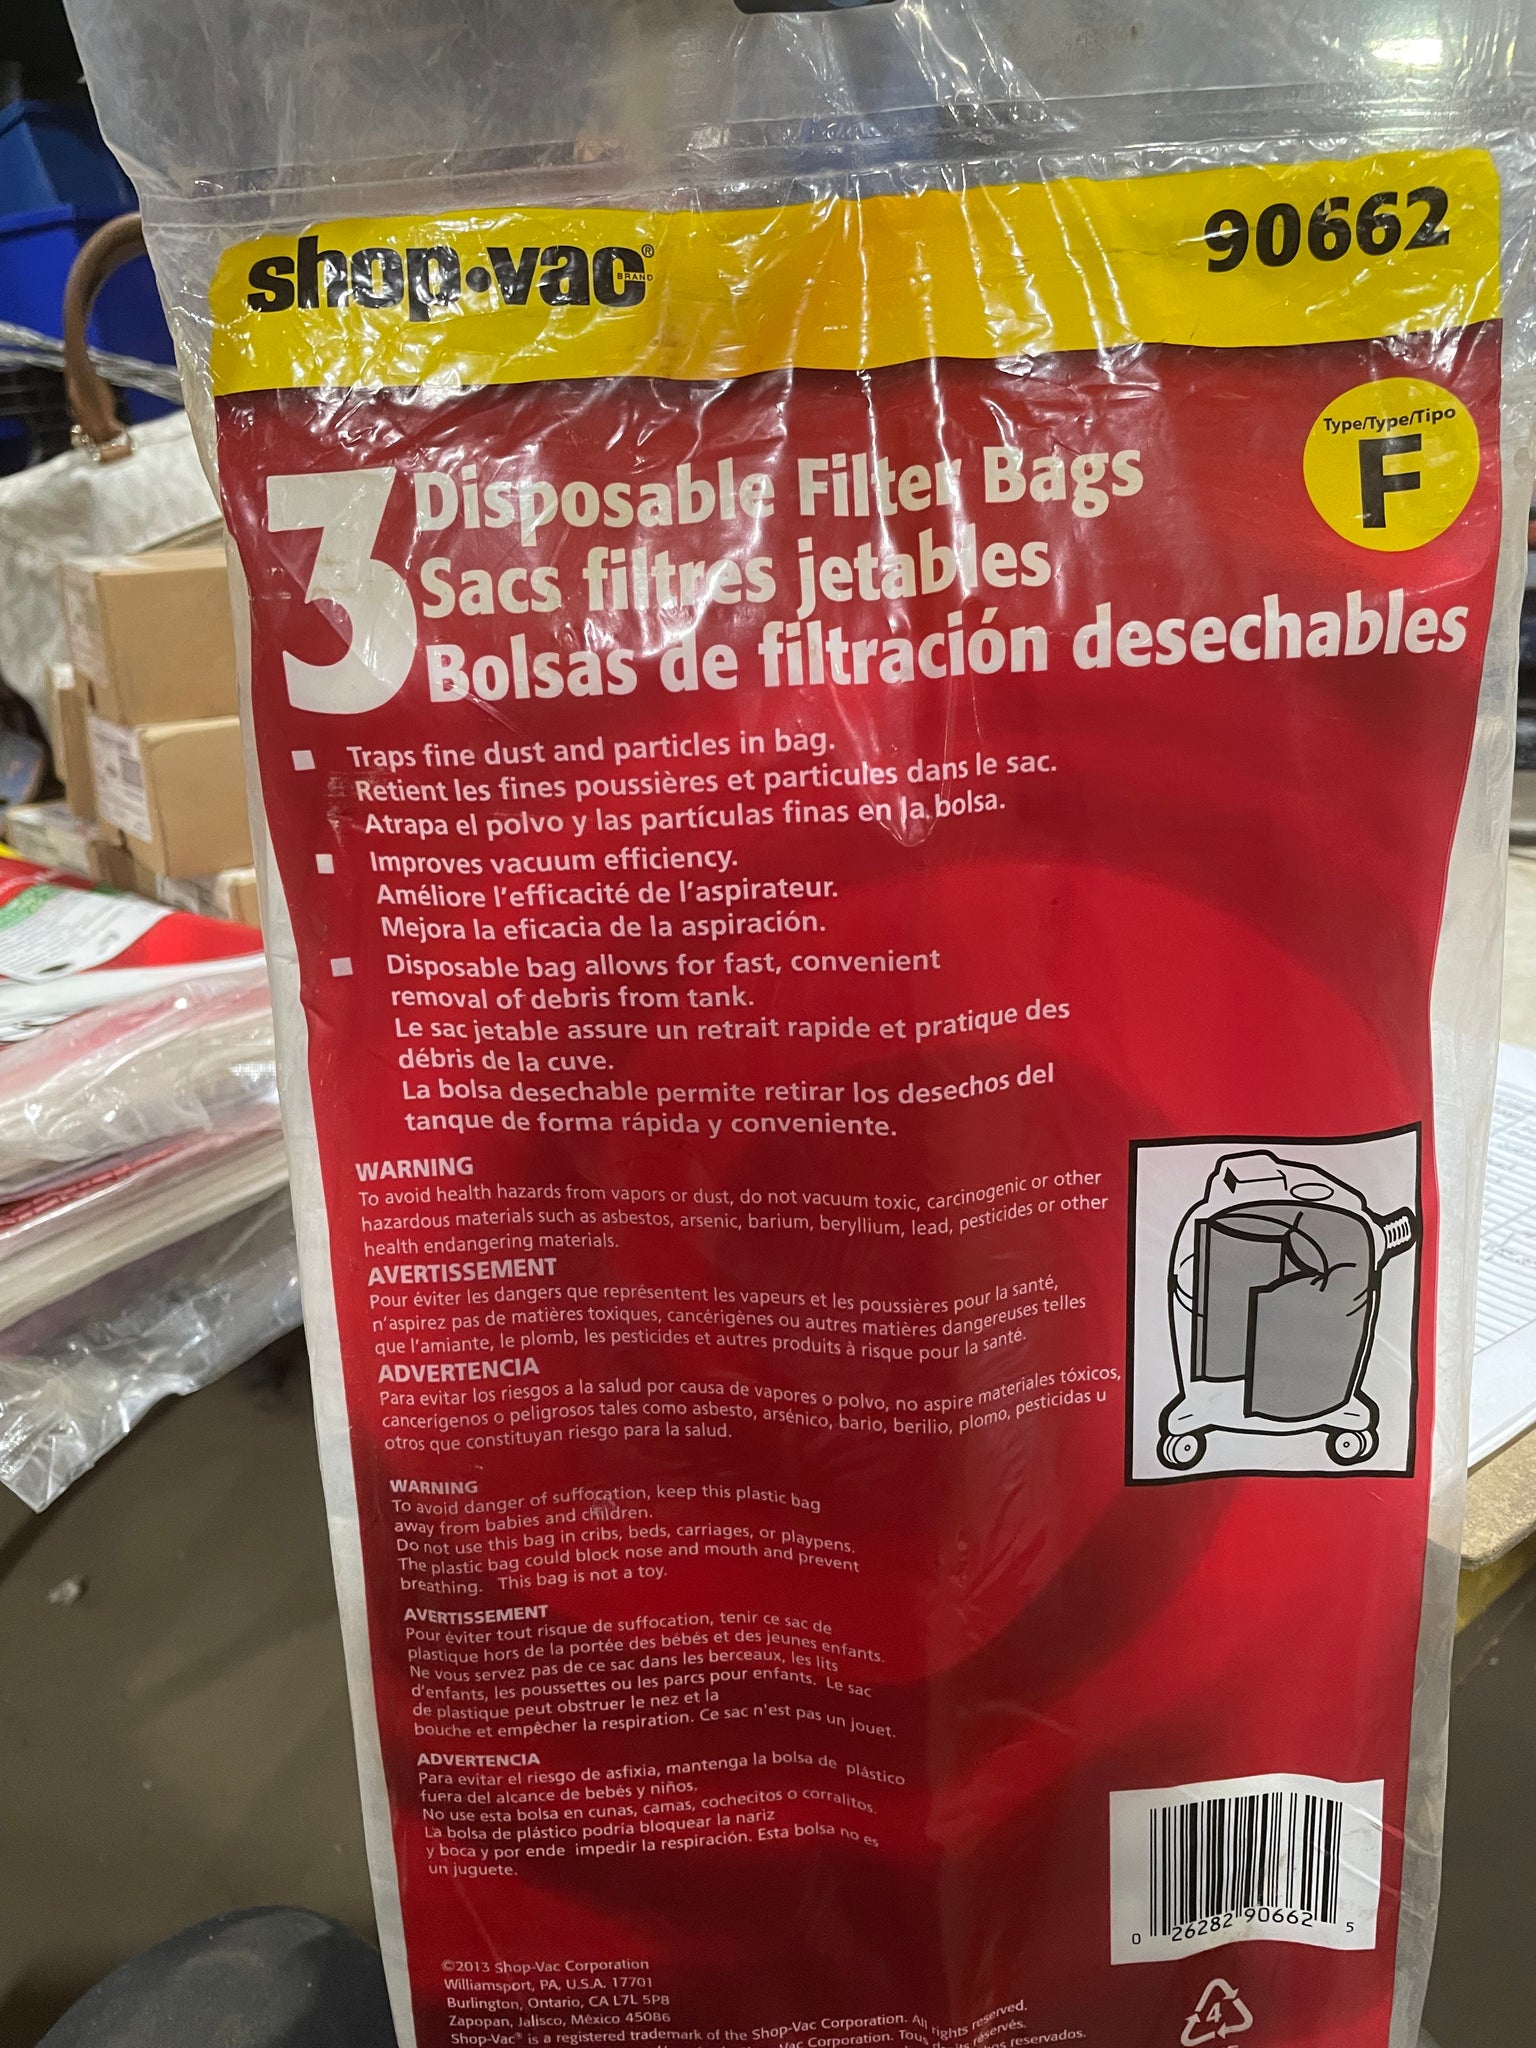 shop·vac®
BRAND
90662
Type/Type/Tipo
F
3 Disposable Filter Bags
Sacs filtres jetables
Bolsas de filtración desechables
Traps fine dust and particles in bag.
Retient les fines poussières et particules dans le sac.
Atrapa el polvo y las partículas finas en la bolsa.
Improves vacuum efficiency.
Améliore l'efficacité de l'aspirateur.
Mejora la eficacia de la aspiración.
Disposable bag allows for fast, convenient
removal of debris from tank.
Le sac jetable assure un retrait rapide et pratique des
débris de la cuve.
La bolsa desechable permite retirar los desechos del
tanque de forma rápida y conveniente.
WARNING
To avoid health hazards from vapors or dust, do not vacuum toxic, carcinogenic or other
hazardous materials such as asbestos, arsenic, barium, beryllium, lead, pesticides or other
health endangering materials.
AVERTISSEMENT
Pour éviter les dangers que représentent les vapeurs et les poussières pour la santé,
n'aspirez pas de matières toxiques, cancérigènes ou autres matières dangereuses telles
que l'amiante, le plomb, les pesticides et autres produits à risque pour la santé.
ADVERTENCIA
Para evitar los riesgos a la salud por causa de vapores o polvo, no aspire materiales tóxicos,
cancerígenos o peligrosos tales como asbesto, arsénico, bario, berilio, plomo, pesticidas u
otros que constituyan riesgo para la salud.
WARNING
To avoid danger of suffocation, keep this plastic bag
away from babies and children.
Do not use this bag in cribs, beds, carriages, or playpens.
The plastic bag could block nose and mouth and prevent
breathing. This bag is not a toy.
AVERTISSEMENT
Pour éviter tout risque de suffocation, tenir ce sac de
plastique hors de la portée des bébés et des jeunes enfants.
Ne vous servez pas de ce sac dans les berceaux, les lits
d'enfants, les poussettes ou les parcs pour enfants. Le sac
de plastique peut obstruer le nez et la
bouche et empêcher la respiration. Ce sac n'est pas un jouet.
ADVERTENCIA
Para evitar el riesgo de asfixia, mantenga la bolsa de plástico
fuera del alcance de bebés y niños.
No use esta bolsa en cunas, camas, cochecitos o corralitos.
La bolsa de plástico podría bloquear la nariz
y boca y por ende impedir la respiración. Esta bolsa no es
un juguete.
0 26282 90662 5
©2013 Shop-Vac Corporation
Williamsport, PA, U.S.A. 17701
Burlington, Ontario, CA L7L 5P8
Zapopan, Jalisco, México 45086
Shop-Vac® is a registered trademark of the Shop-Vac Corporation. All rights reserved.
Vac Corporation. Tous droits réservés.
reservados.
4